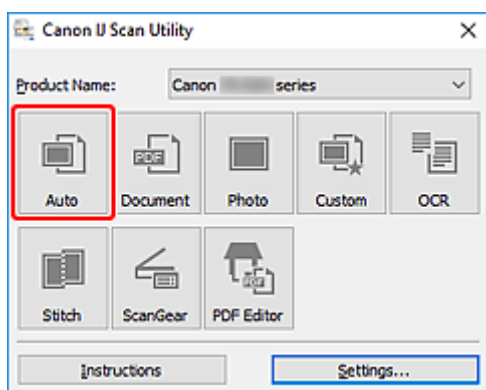 Canon IJ Scan Utility
Product Name: Canon series
Auto Document Photo Custom OCR
Stitch ScanGear PDF Editor
Instructions Settings...